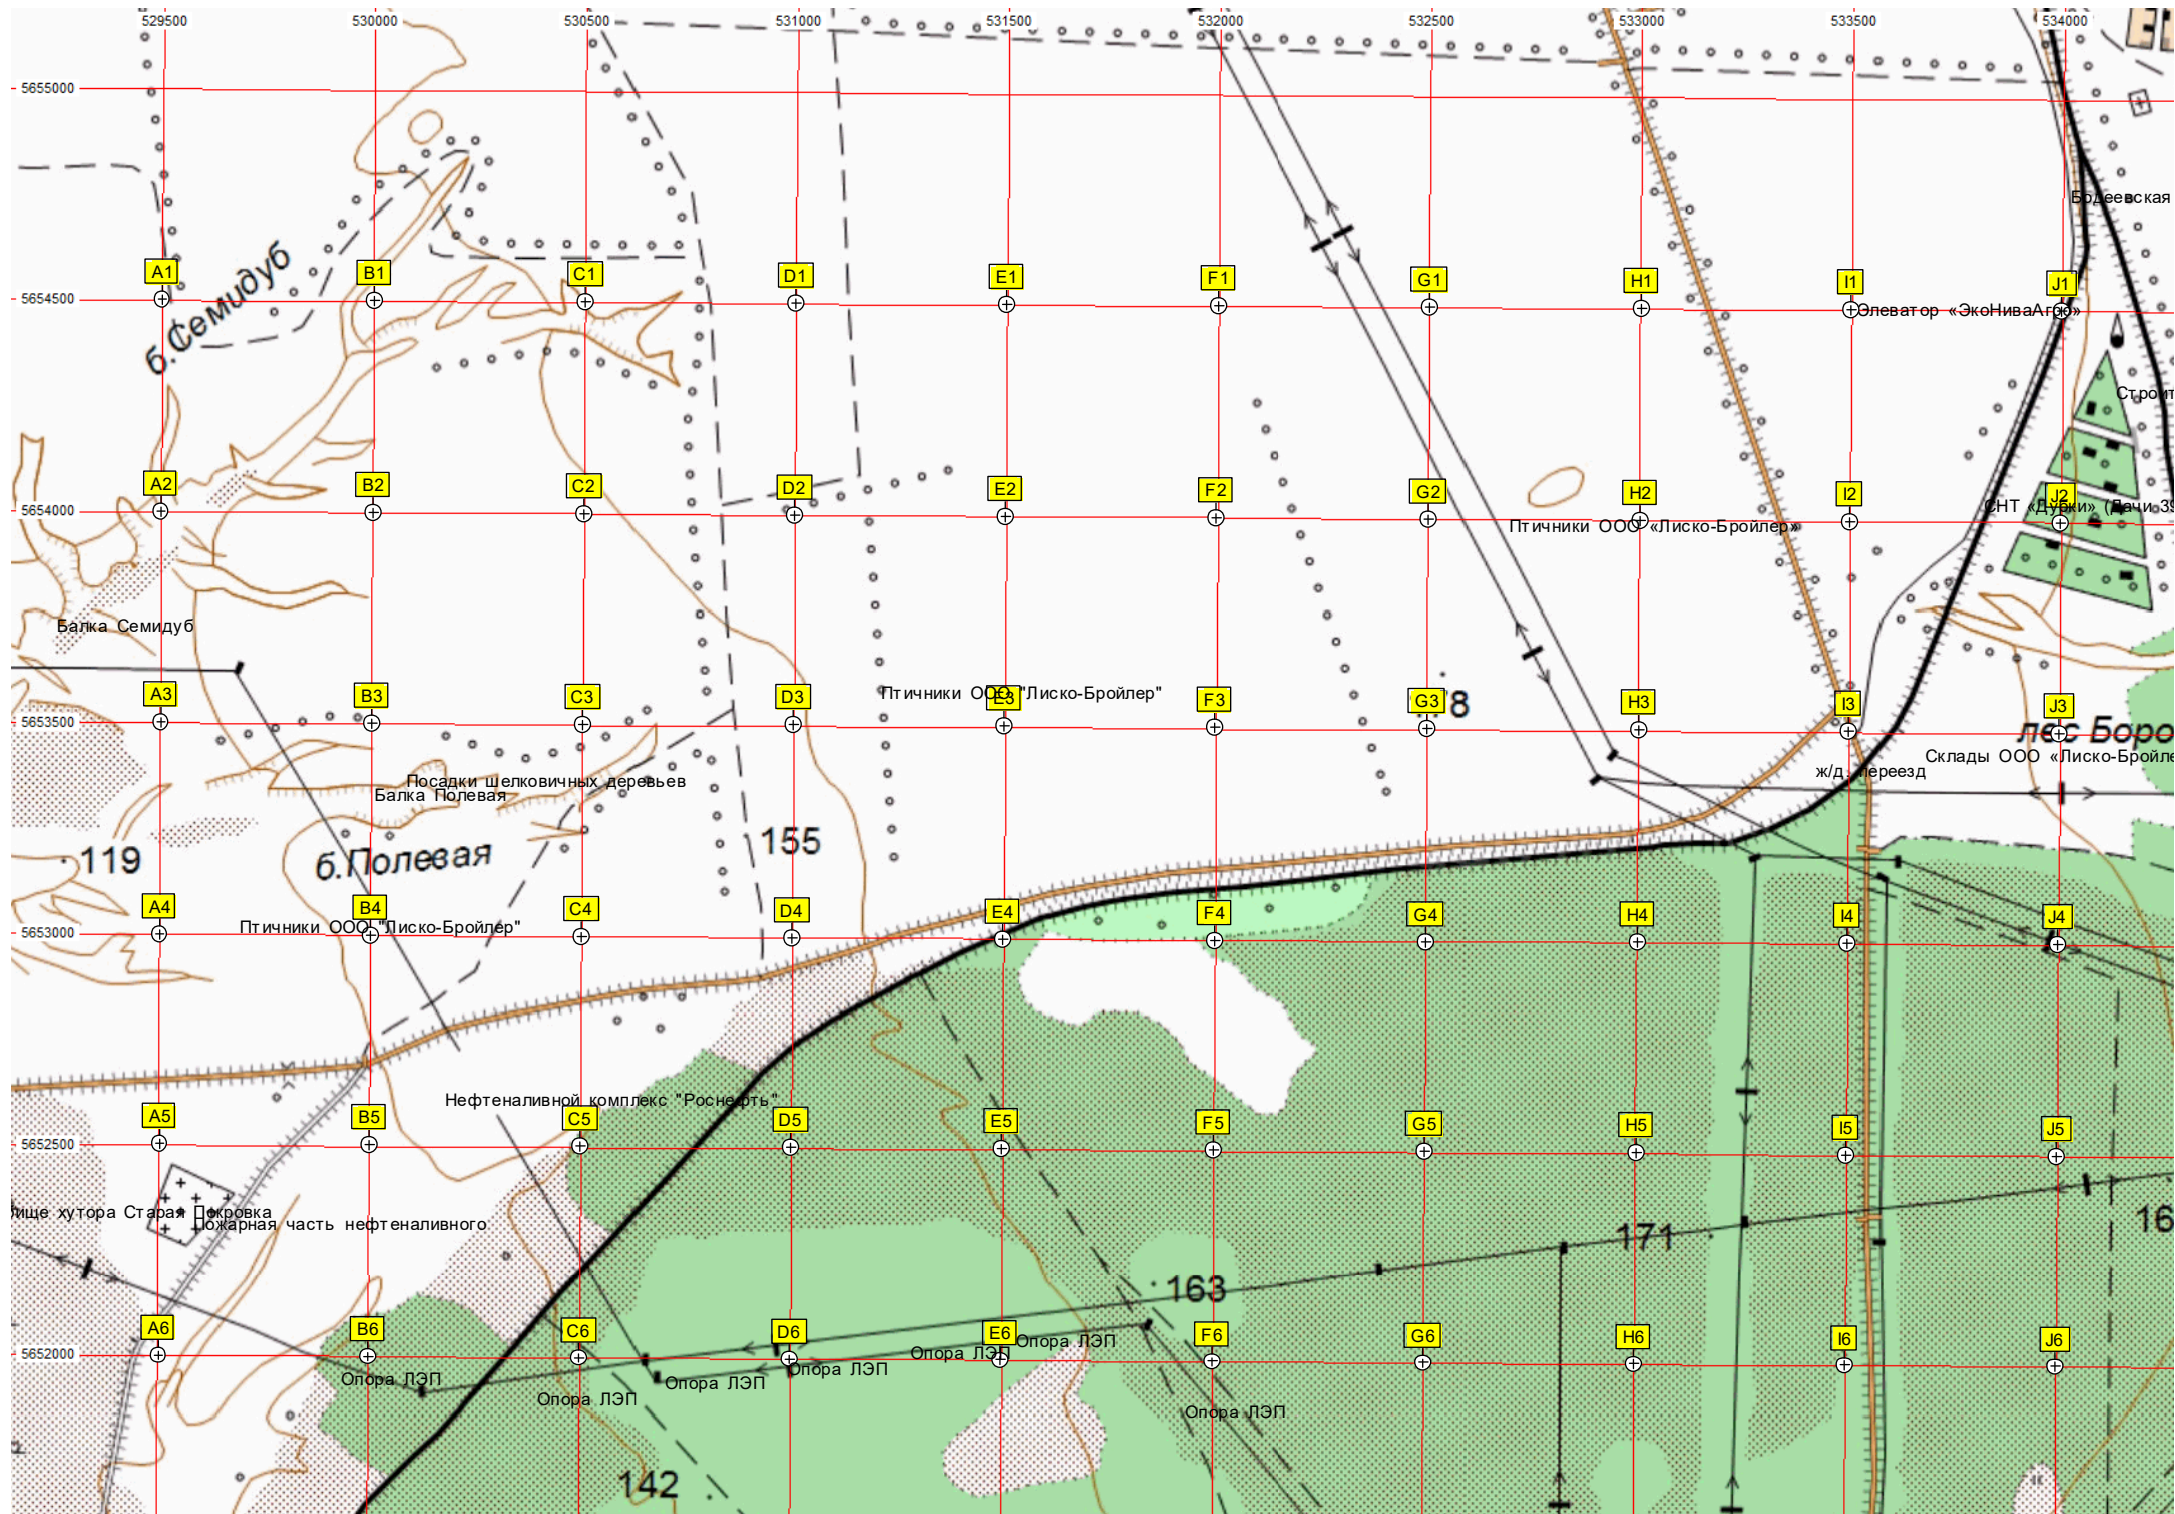 529500 530000 530500 531000 531500 532000 532500 533000 533500 534000
5655000
Бодеевская
б.Семидуб
A1 B1 C1 D1 E1 F1 G1 H1 I1 J1
5654500
Элеватор «ЭкоНиваАгро»
Строит
A2 B2 C2 D2 E2 F2 G2 H2 I2 J2
СНТ «Дубки» (Дачи 39
5654000
Птичники ООО «Лиско-Бройлер»
Балка Семидуб
A3 B3 C3 D3 E3 F3 G3 H3 I3 J3
Птичники ООО "Лиско-Бройлер"
5653500
лес Боро
Склады ООО «Лиско-Бройле
ж/д переезд
Посадки шелковичных деревьев
Балка Полевая
155
119
б.Полевая
A4 B4 C4 D4 E4 F4 G4 H4 I4 J4
Птичники ООО "Лиско-Бройлер"
5653000
Нефтеналивной комплекс "Роснефть"
A5 B5 C5 D5 E5 F5 G5 H5 I5 J5
5652500
ище хутора Старая Покровка
Пожарная часть нефтеналивного
171
16
163
A6 B6 C6 D6 E6 F6 G6 H6 I6 J6
Опора ЛЭП
Опора ЛЭП
5652000
Опора ЛЭП
Опора ЛЭП
Опора ЛЭП
Опора ЛЭП
Опора ЛЭП
142